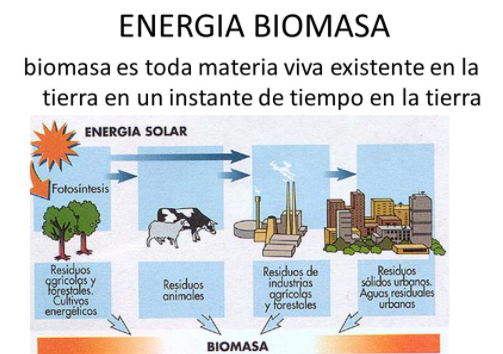 ENERGIA BIOMASA
biomasa es toda materia viva existente en la
tierra en un instante de tiempo en la tierra
ENERGIA SOLAR
Fotosíntesis
Residuos
agrícolas y
forestales.
Cultivos
energéticos
Residuos
animales
Residuos de
industrias
agrícolas
y forestales
Residuos
sólidos urbanos.
Aguas residuales
urbanas
BIOMASA